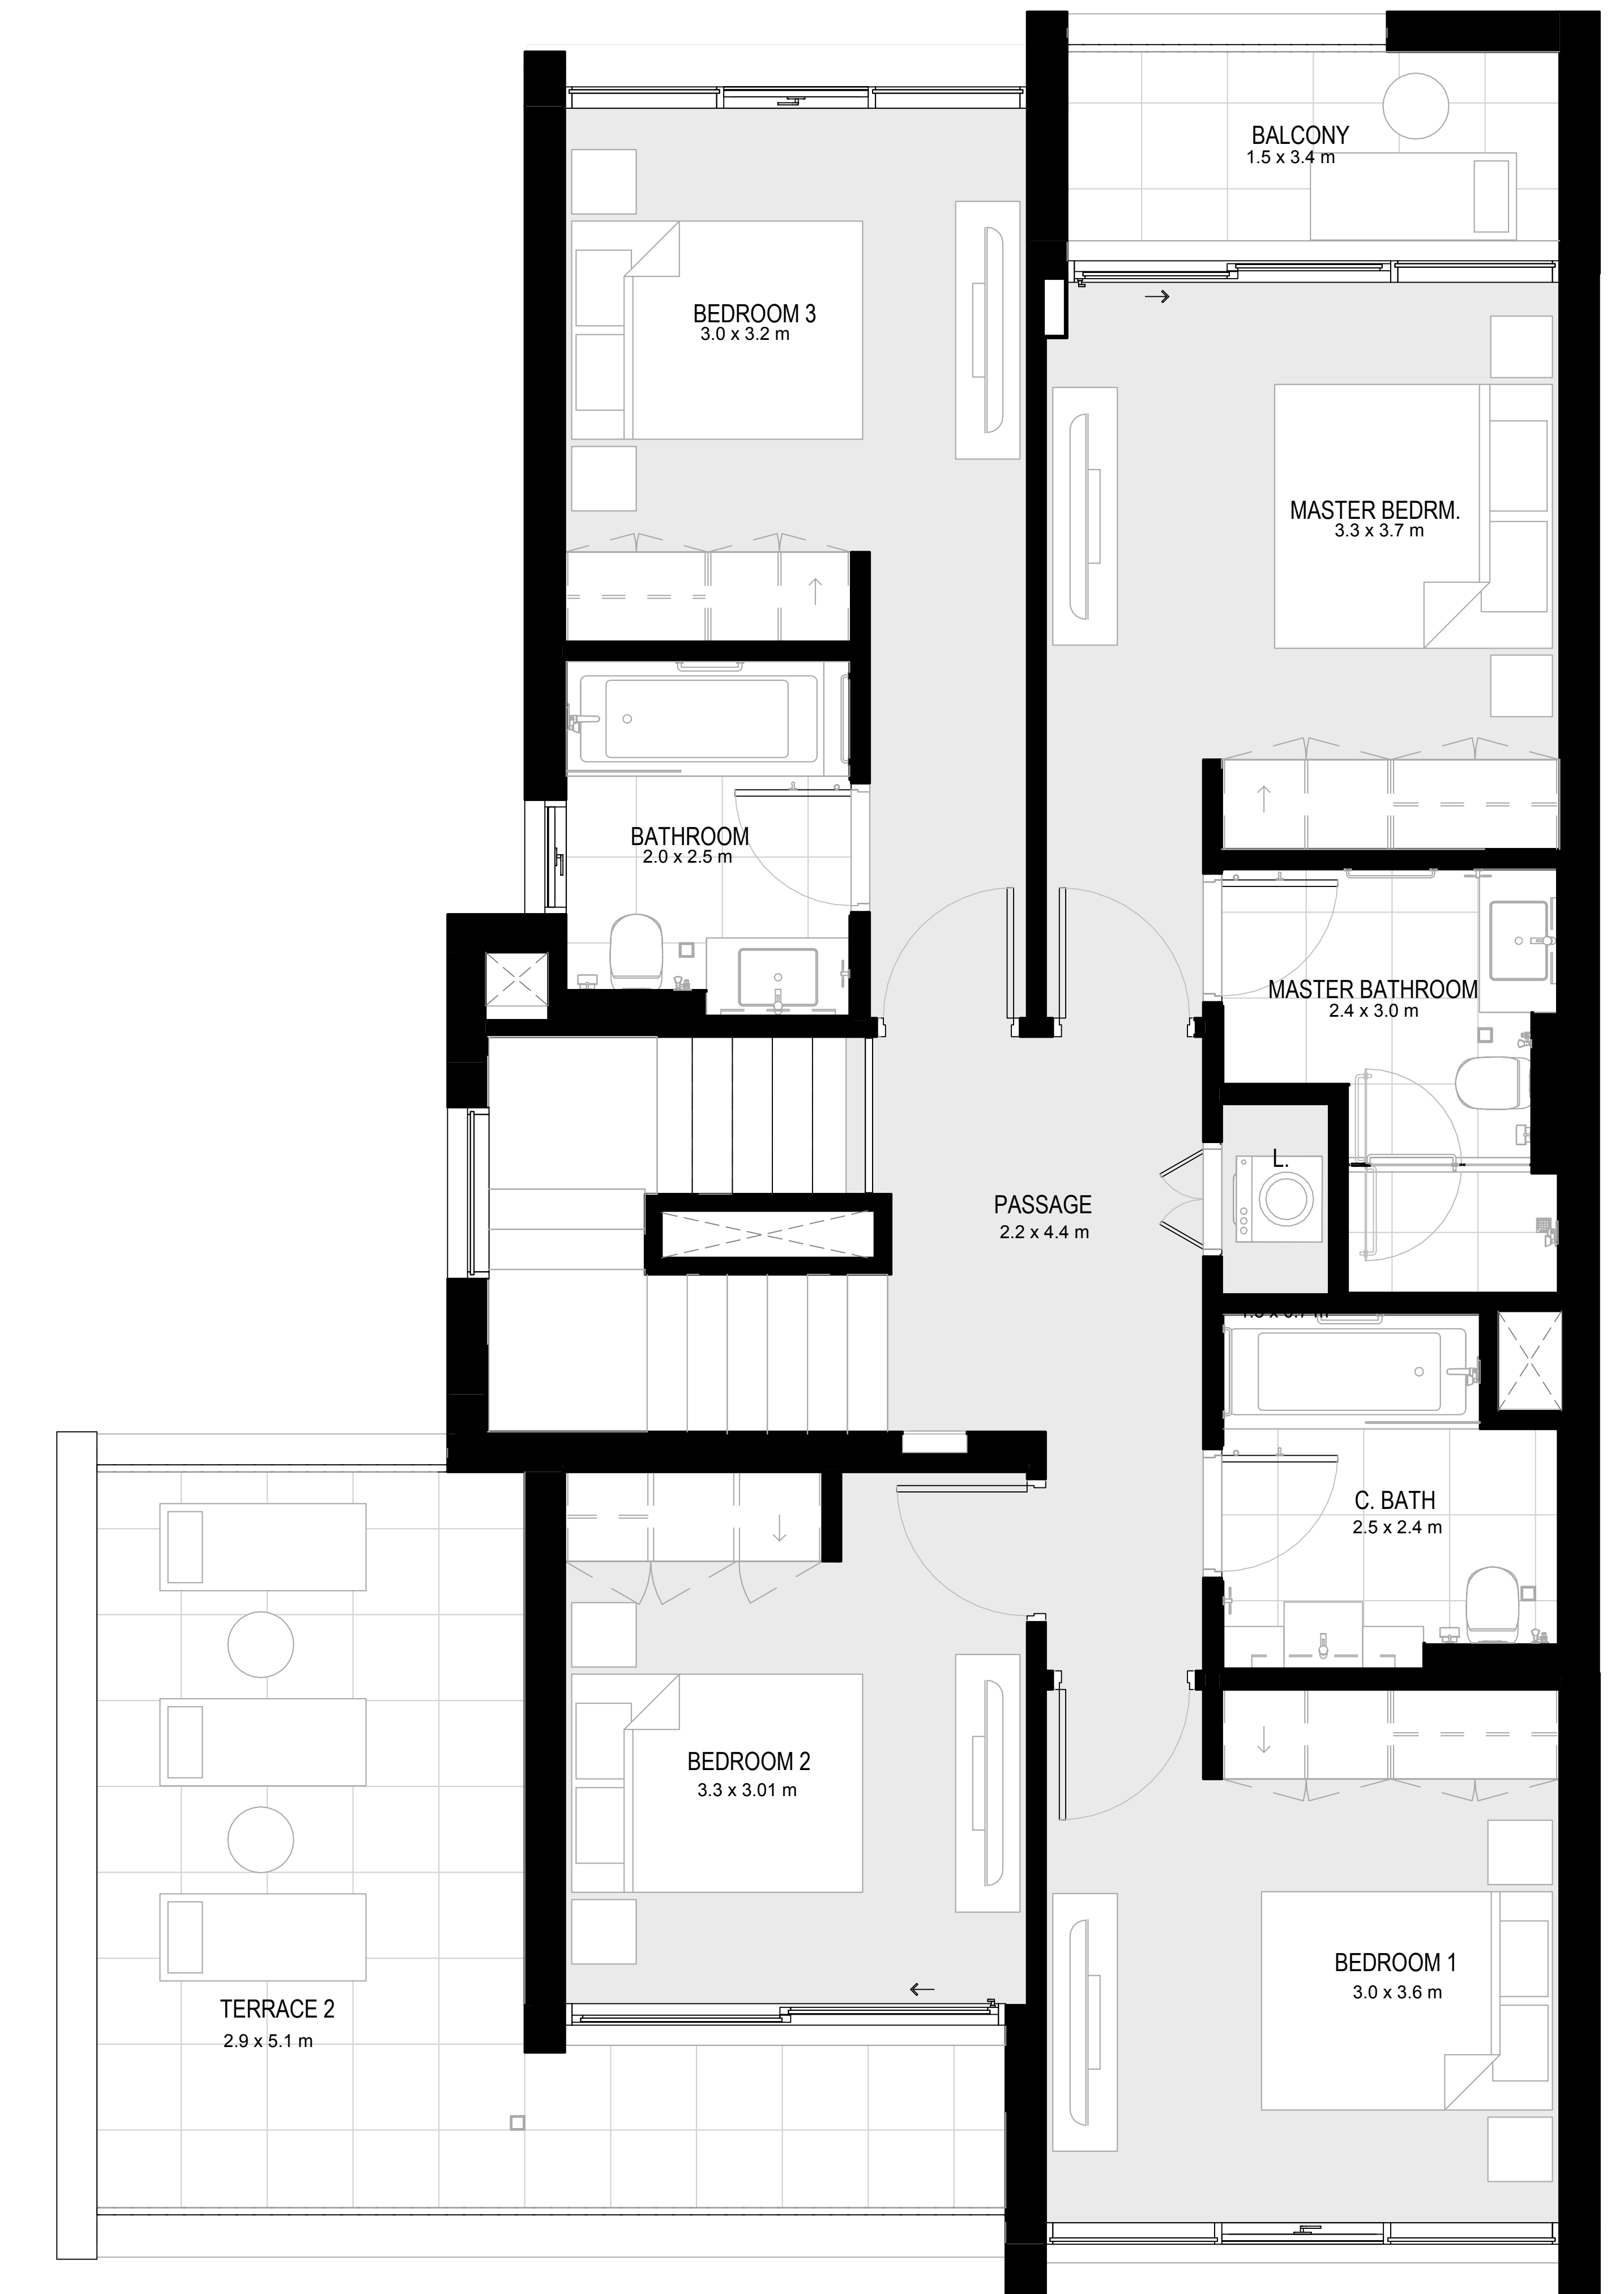 BALCONY
1.5 x 3.4 m
BEDROOM 3
3.0 x 3.2 m
MASTER BEDRM.
3.3 x 3.7 m
BATHROOM
2.0 x 2.5 m
MASTER BATHROOM
2.4 x 3.0 m
L.
PASSAGE
2.2 x 4.4 m
C. BATH
2.5 x 2.4 m
BEDROOM 2
3.3 x 3.01 m
BEDROOM 1
3.0 x 3.6 m
TERRACE 2
2.9 x 5.1 m